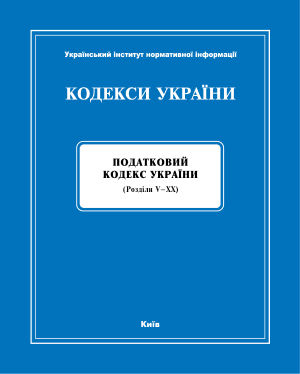 Український інститут нормативної інформації
КОДЕКСИ УКРАЇНИ
ПОДАТКОВИЙ
КОДЕКС УКРАЇНИ
(Розділи V–XX)
Київ